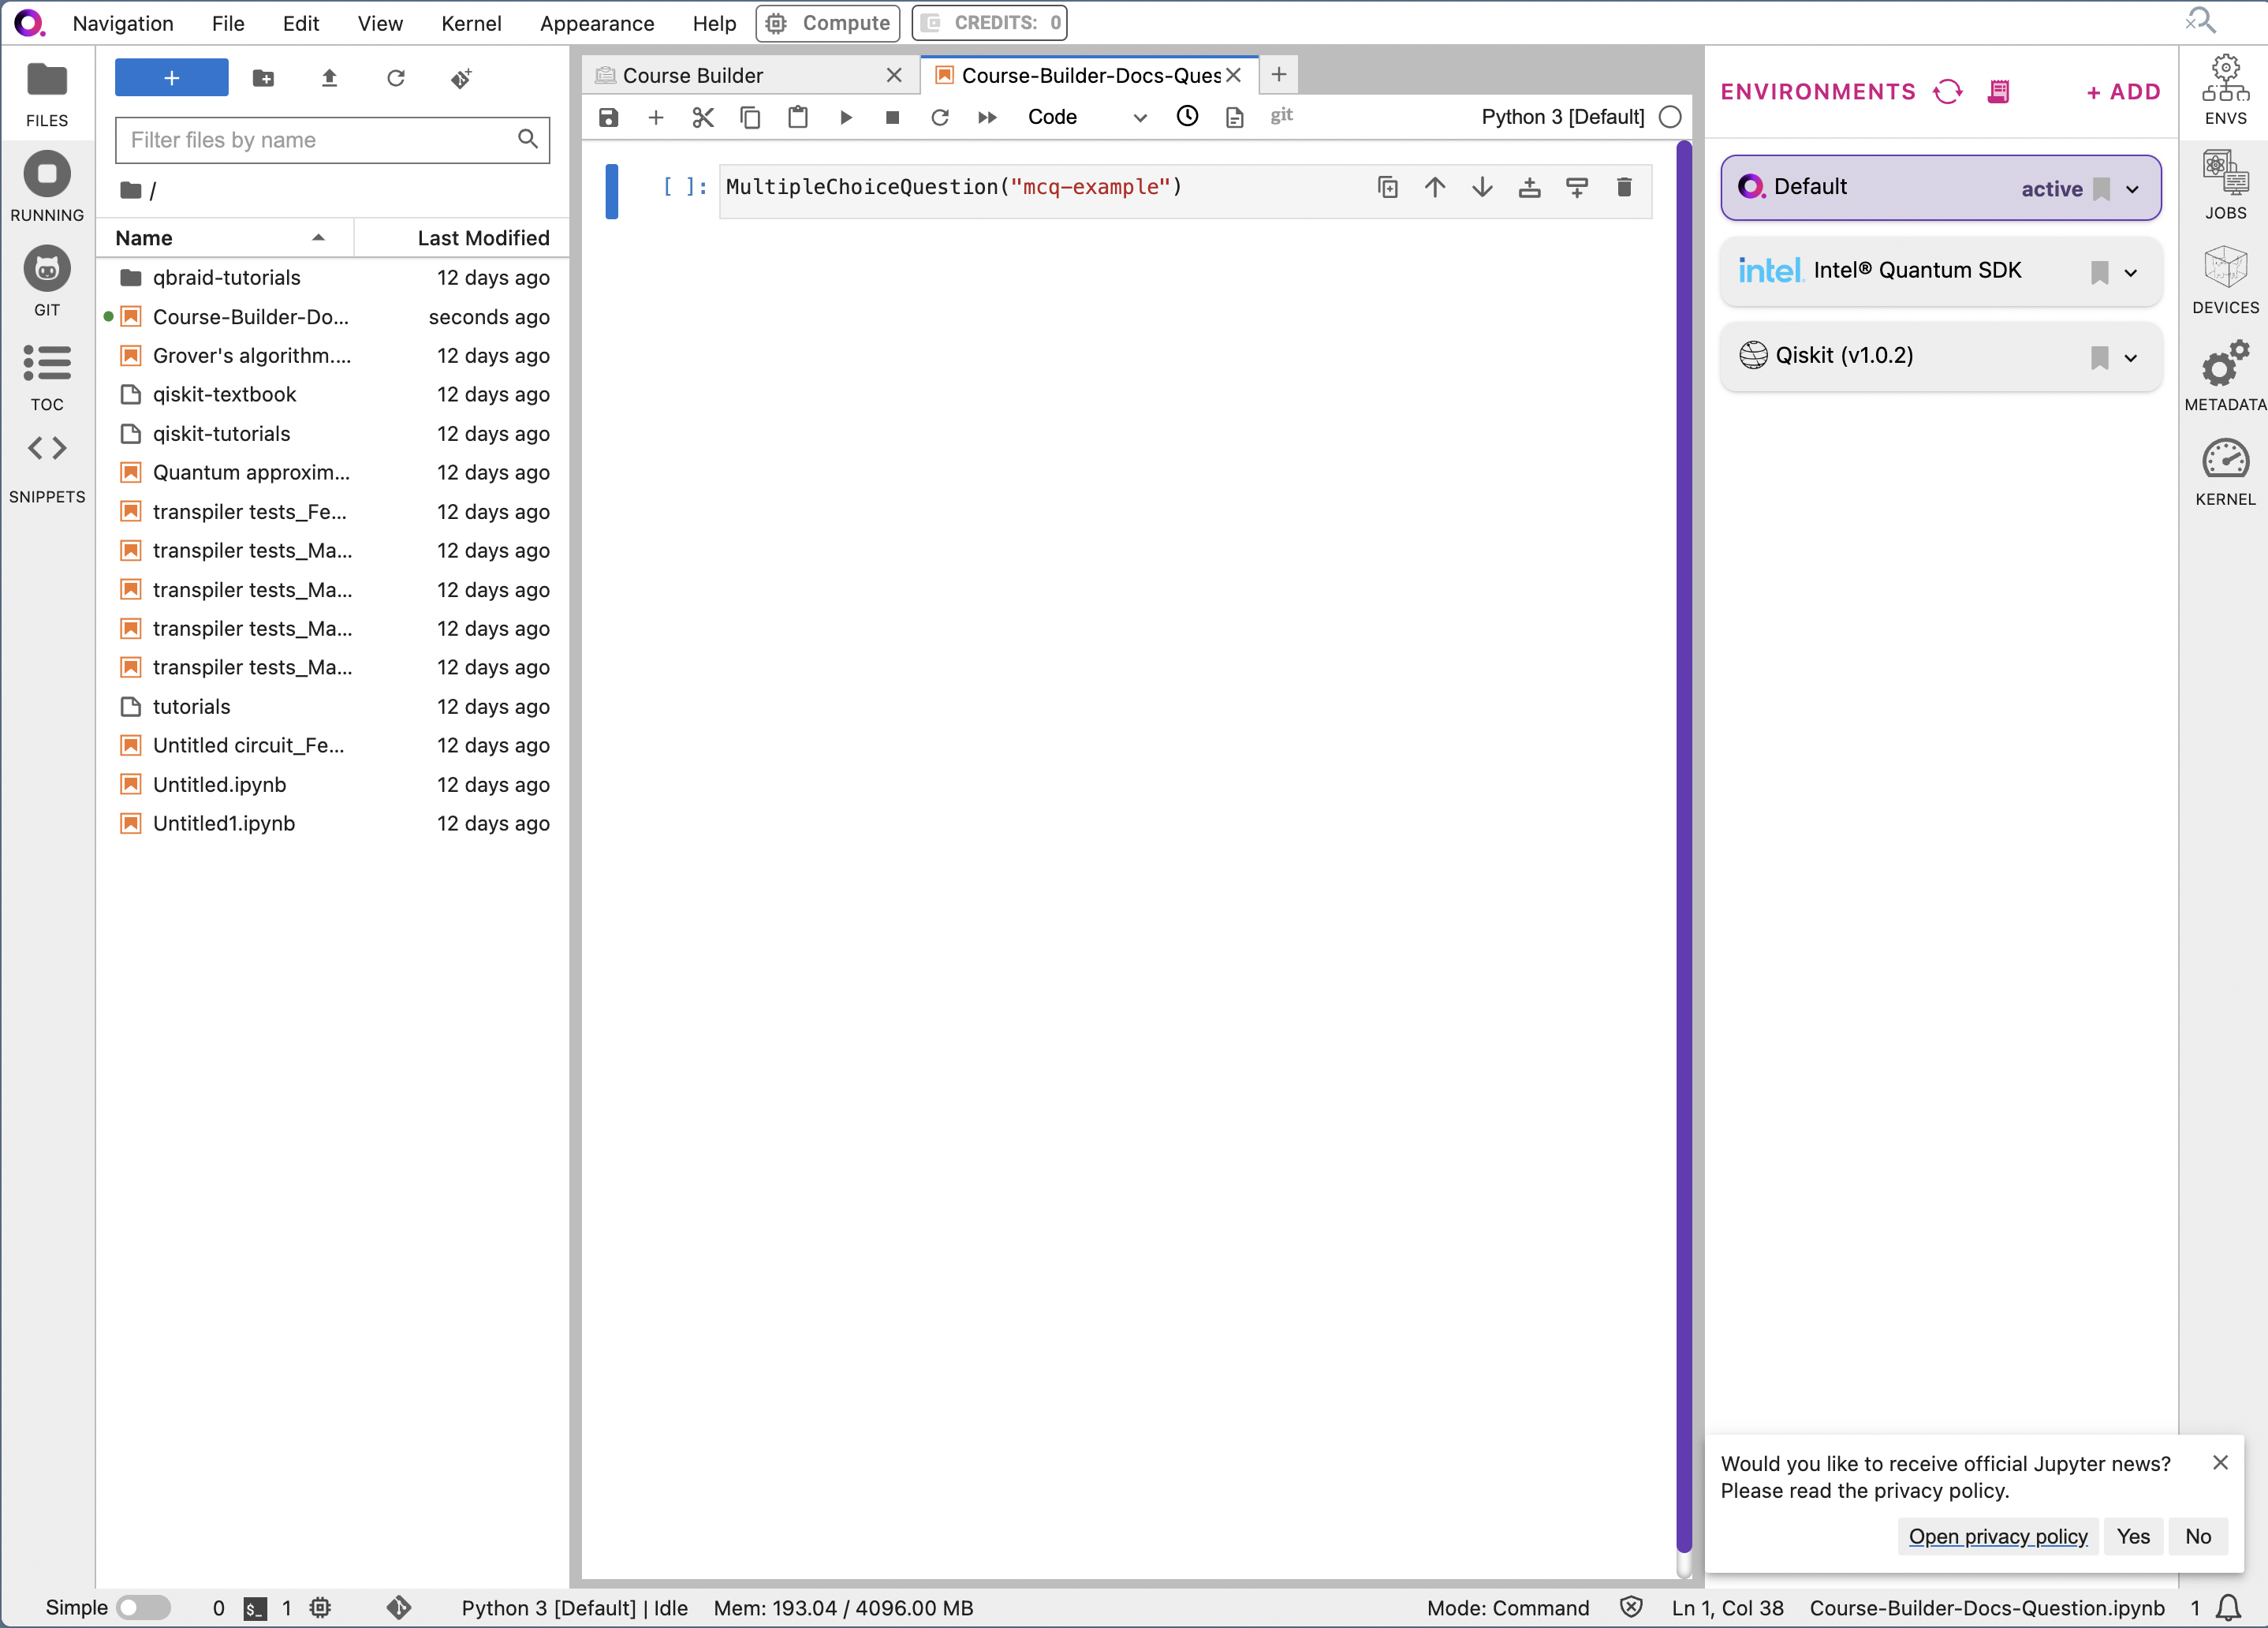 Navigation File Edit View Kernel Appearance Help Compute CREDITS: 0
FILES
RUNNING
GIT
TOC
SNIPPETS
+
Filter files by name
/
Name Last Modified
qbraid-tutorials 12 days ago
Course-Builder-Do... seconds ago
Grover's algorithm.... 12 days ago
qiskit-textbook 12 days ago
qiskit-tutorials 12 days ago
Quantum approxim... 12 days ago
transpiler tests_Fe... 12 days ago
transpiler tests_Ma... 12 days ago
transpiler tests_Ma... 12 days ago
transpiler tests_Ma... 12 days ago
transpiler tests_Ma... 12 days ago
tutorials 12 days ago
Untitled circuit_Fe... 12 days ago
Untitled.ipynb 12 days ago
Untitled1.ipynb 12 days ago
Course Builder Course-Builder-Docs-Ques
Code git Python 3 [Default]
[ ]: MultipleChoiceQuestion("mcq-example")
ENVIRONMENTS + ADD
Default active
intel. Intel® Quantum SDK
Qiskit (v1.0.2)
ENVS
JOBS
DEVICES
METADATA
KERNEL
Would you like to receive official Jupyter news?
Please read the privacy policy.
Open privacy policy Yes No
Simple 0 $_ 1 Python 3 [Default] | Idle Mem: 193.04 / 4096.00 MB Mode: Command Ln 1, Col 38 Course-Builder-Docs-Question.ipynb 1